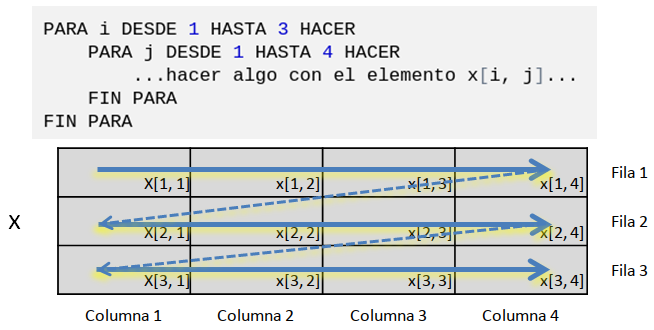 PARA i DESDE 1 HASTA 3 HACER
PARA j DESDE 1 HASTA 4 HACER
...hacer algo con el elemento x[i, j]...
FIN PARA
FIN PARA
X[1, 1] x[1,2] x[1,3] x[1,4] Fila 1
X X[2,1] x[2,2] x[2,3] x[2,4] Fila 2
X[3,1] x[3,2] x[3,3] x[3,4] Fila 3
Columna 1 Columna 2 Columna 3 Columna 4